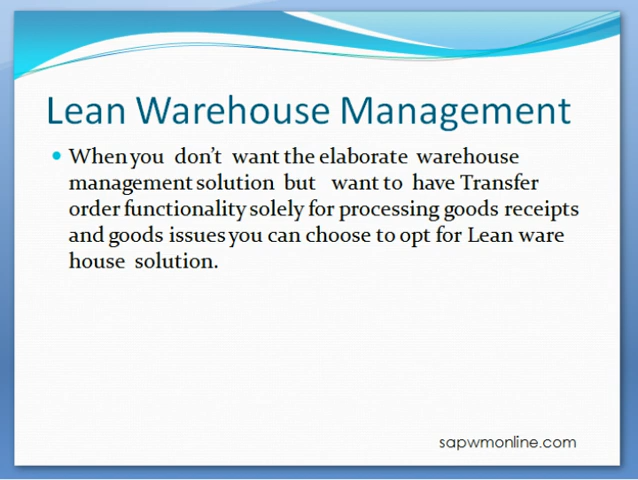 Lean Warehouse Management
• When you don't want the elaborate warehouse
management solution but want to have Transfer
order functionality solely for processing goods receipts
and goods issues you can choose to opt for Lean ware
house solution.
sapwmonline.com